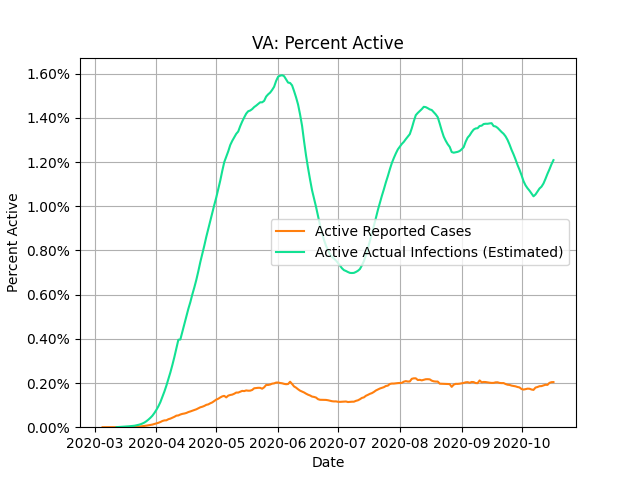 VA: Percent Active
1.60%
1.40%
1.20%
1.00%
0.80%
0.60%
0.40%
0.20%
0.00%
Percent Active
Active Reported Cases
Active Actual Infections (Estimated)
2020-03 2020-04 2020-05 2020-06 2020-07 2020-08 2020-09 2020-10
Date